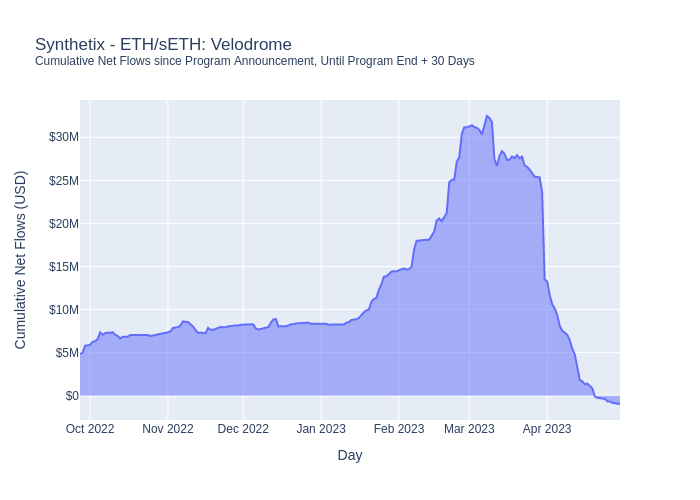 Synthetix - ETH/sETH: Velodrome
Cumulative Net Flows since Program Announcement, Until Program End + 30 Days
Cumulative Net Flows (USD)
$30M
$25M
$20M
$15M
$10M
$5M
$0
Oct 2022 Nov 2022 Dec 2022 Jan 2023 Feb 2023 Mar 2023 Apr 2023
Day